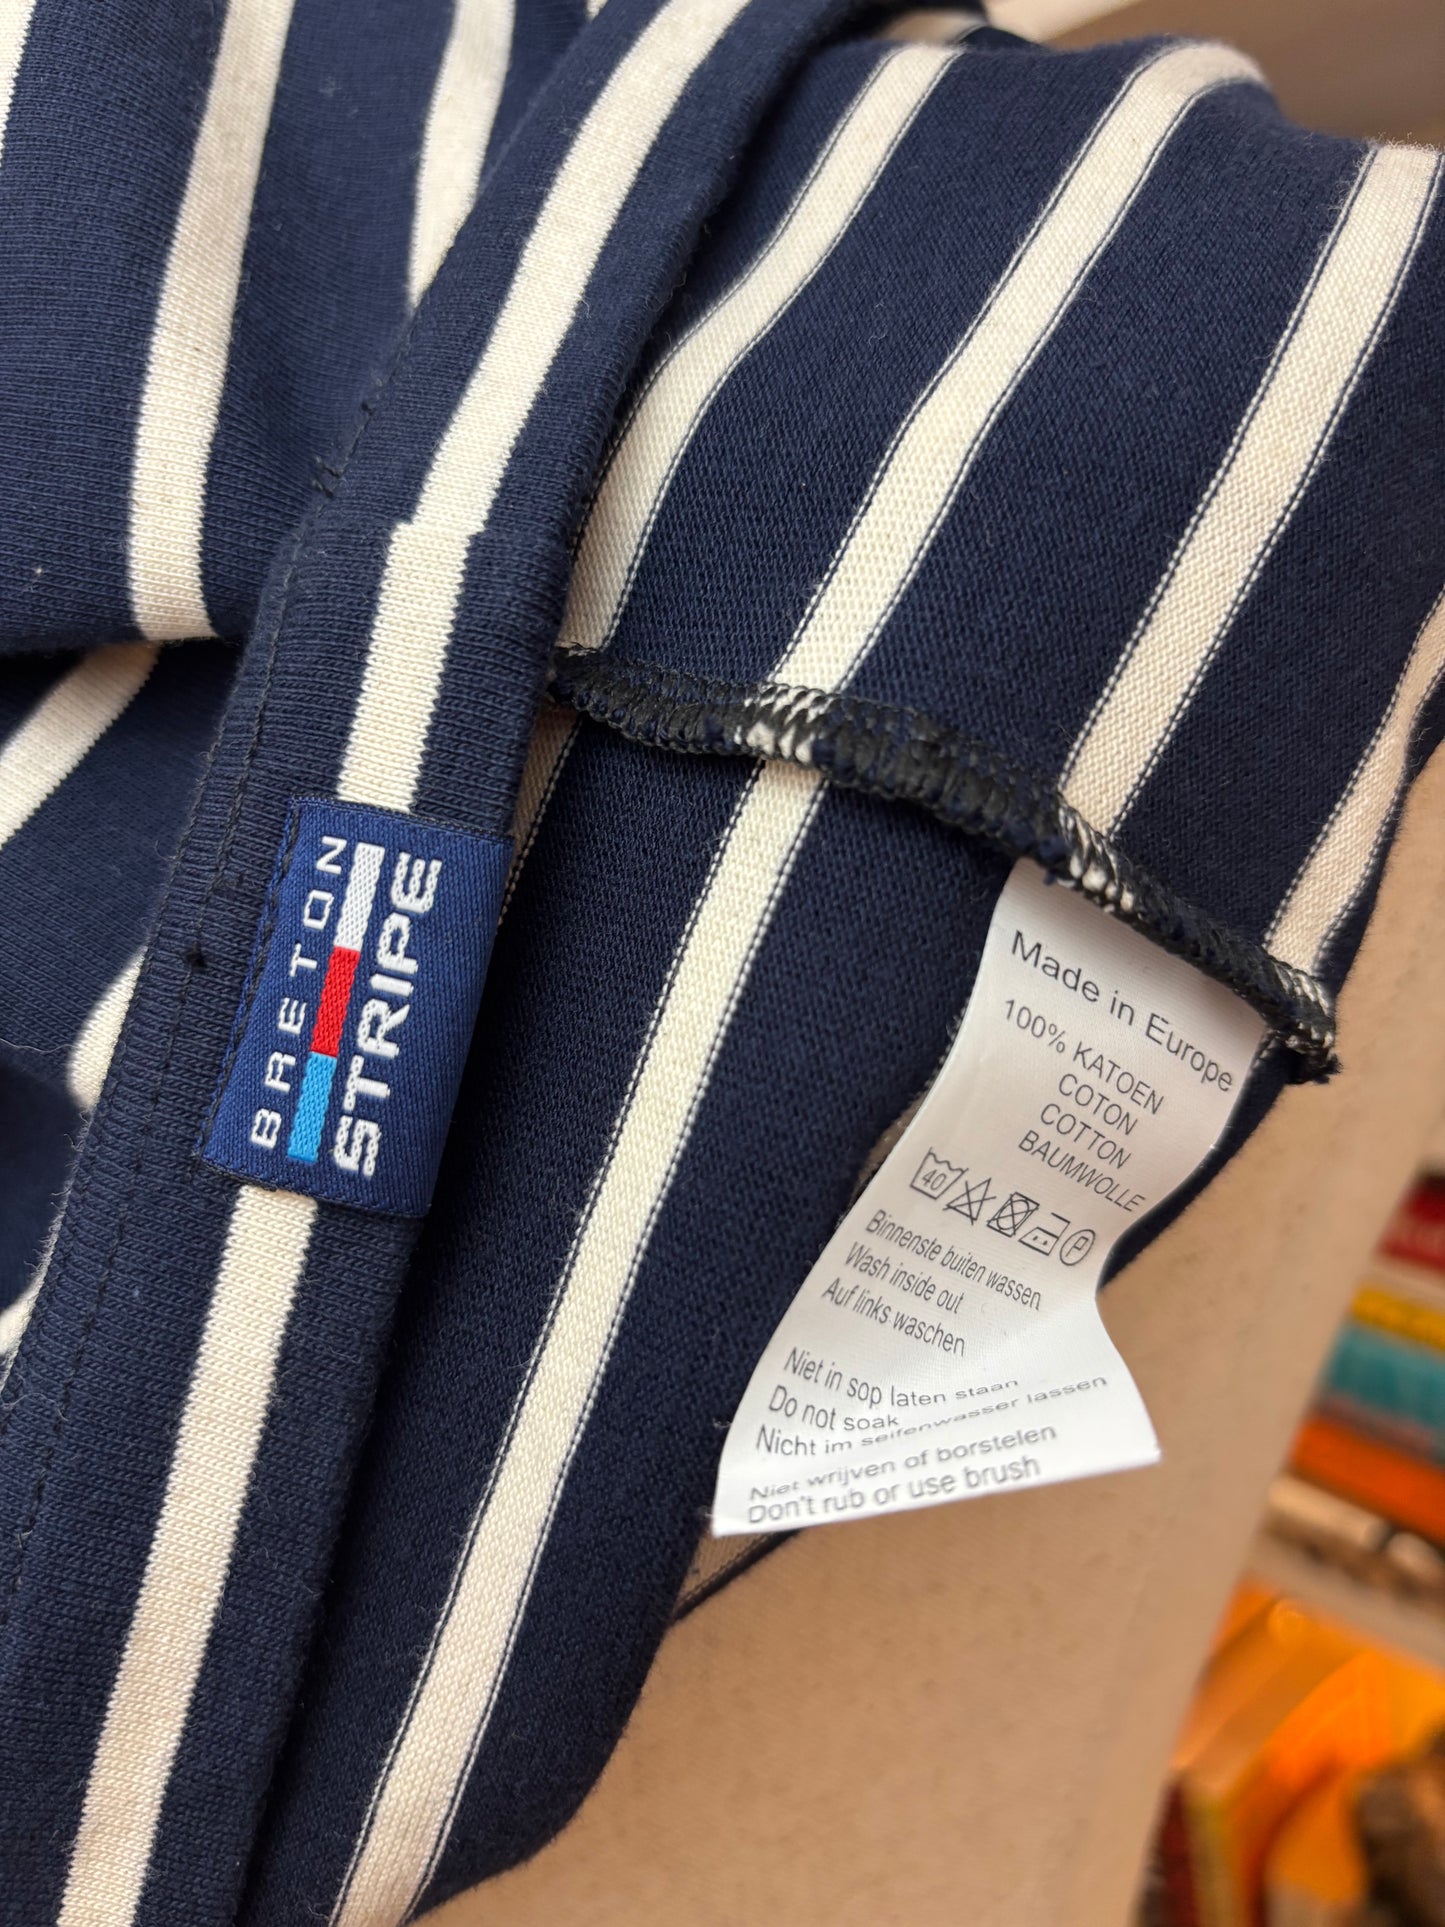 BRETON
STRIPE
Made in Europe
100% KATOEN
COTON
COTTON
BAUMWOLLE
40
P
Binnenste buiten wassen
Wash inside out
Auf links waschen
Niet in sop laten staan
Do not soak
Nicht im seifenwasser lassen
Niet wrijven of borstelen
Don't rub or use brush